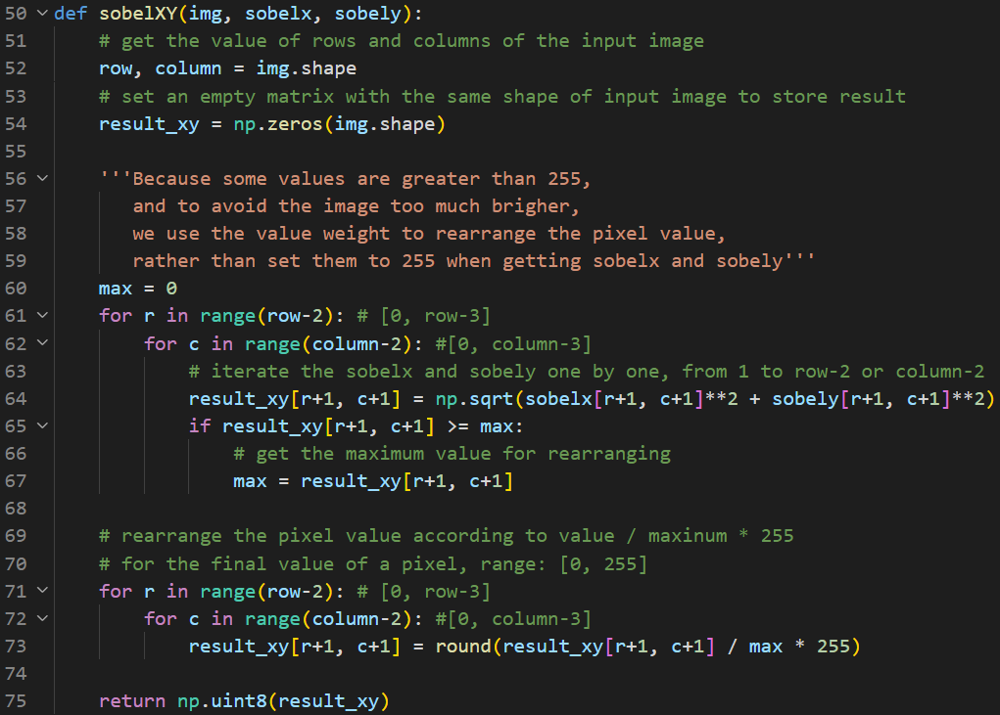 50 def sobelXY(img, sobelx, sobely):
51     # get the value of rows and columns of the input image
52     row, column = img.shape
53     # set an empty matrix with the same shape of input image to store result
54     result_xy = np.zeros(img.shape)
55
56     '''Because some values are greater than 255,
57        and to avoid the image too much brigher,
58        we use the value weight to rearrange the pixel value,
59        rather than set them to 255 when getting sobelx and sobely'''
60     max = 0
61     for r in range(row-2): # [0, row-3]
62         for c in range(column-2): #[0, column-3]
63             # iterate the sobelx and sobely one by one, from 1 to row-2 or column-2
64             result_xy[r+1, c+1] = np.sqrt(sobelx[r+1, c+1]**2 + sobely[r+1, c+1]**2)
65             if result_xy[r+1, c+1] >= max:
66                 # get the maximum value for rearranging
67                 max = result_xy[r+1, c+1]
68
69     # rearrange the pixel value according to value / maxinum * 255
70     # for the final value of a pixel, range: [0, 255]
71     for r in range(row-2): # [0, row-3]
72         for c in range(column-2): #[0, column-3]
73             result_xy[r+1, c+1] = round(result_xy[r+1, c+1] / max * 255)
74
75     return np.uint8(result_xy)